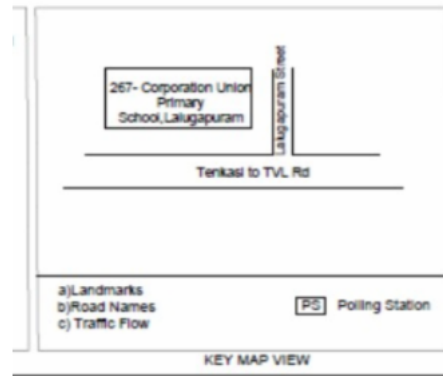 267- Corporation Union
Primary
School,Lalugapuram
Lalugapuram Street
Tenkasi to TVL Rd
a)Landmarks
b)Road Names
c) Traffic Flow
PS Polling Station
KEY MAP VIEW